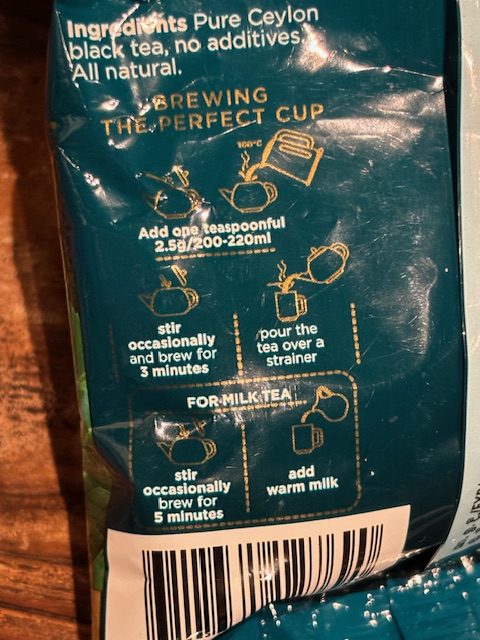 Ingredients Pure Ceylon
black tea, no additives.
All natural.
BREWING
THE PERFECT CUP
100°C
Add one teaspoonful
2.5g/200-220ml
stir
occasionally
and brew for
3 minutes
pour the
tea over a
strainer
FOR MILK TEA
stir
occasionally
brew for
5 minutes
add
warm milk